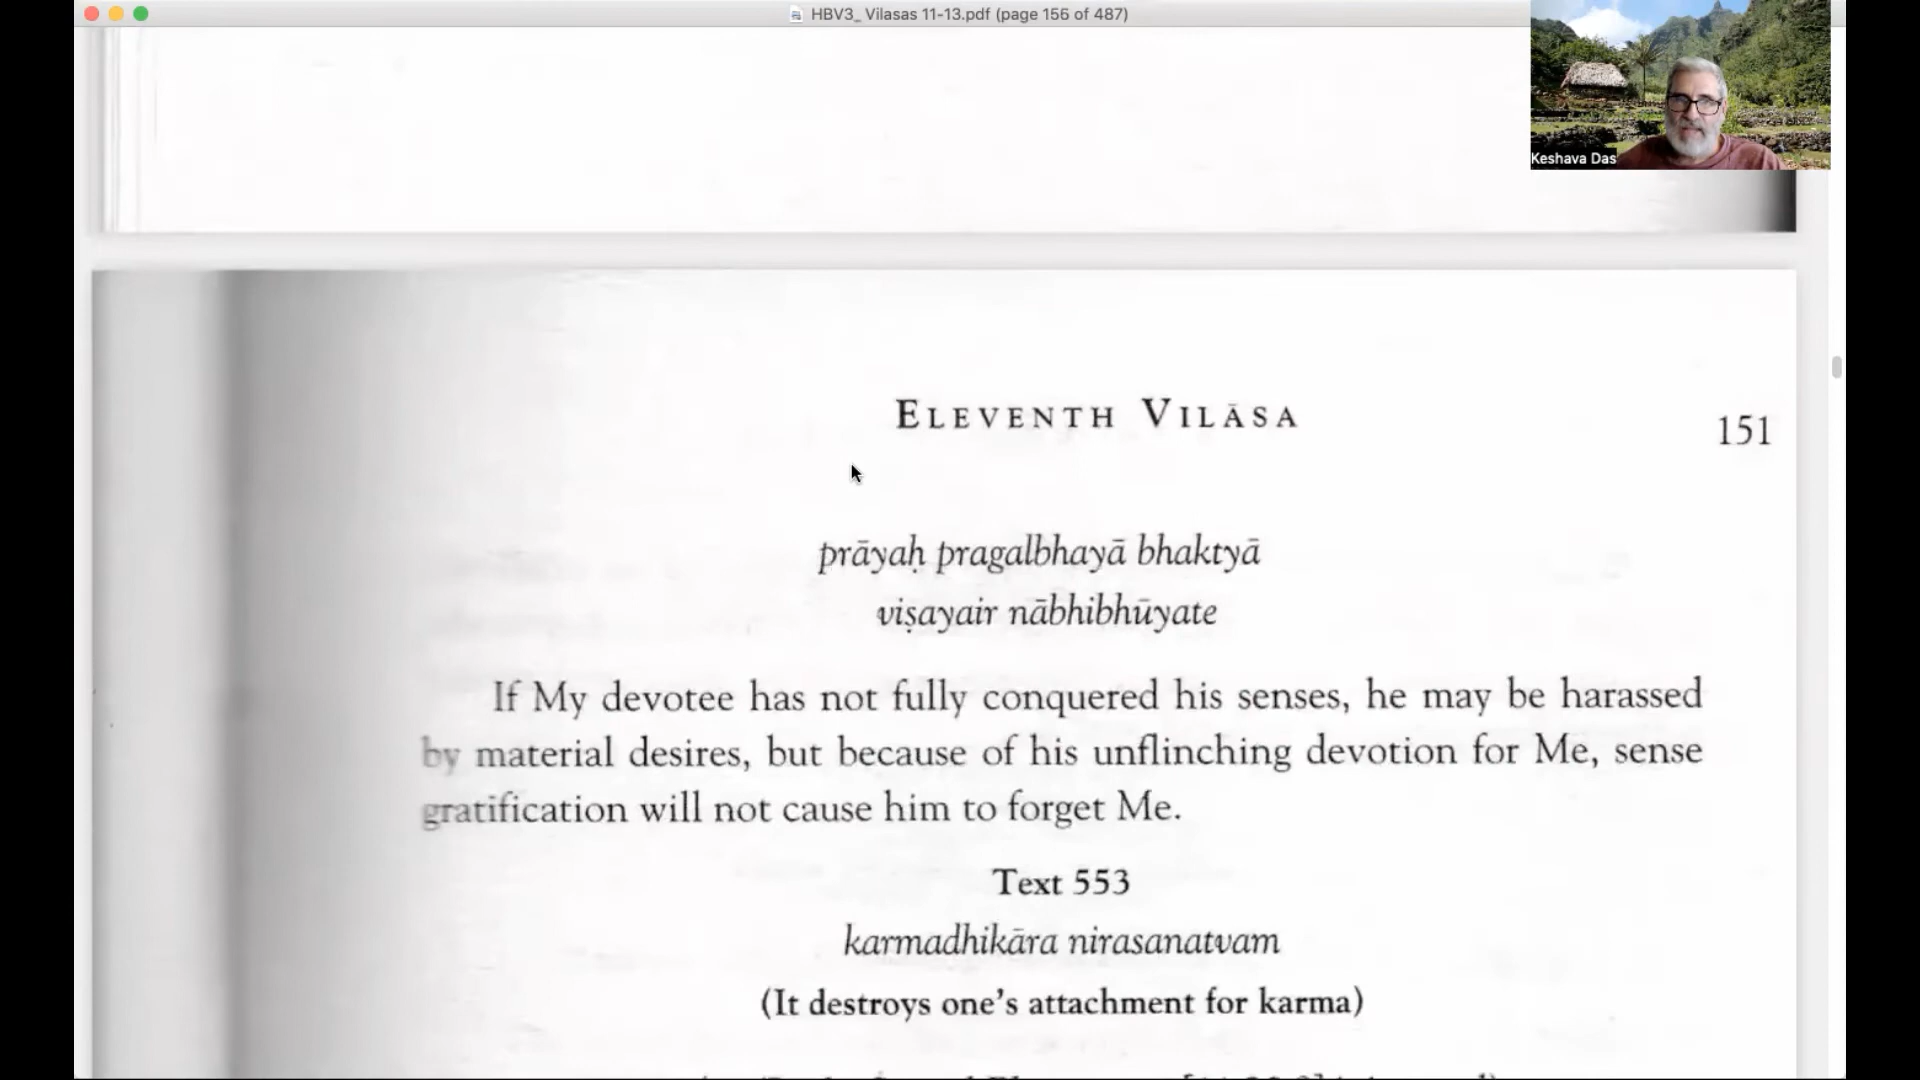 HBV3_ Vilasas 11-13.pdf (page 156 of 487)
Keshava Das
ELEVENTH VILĀSA
151
prāyaḥ pragalbhayā bhaktyā
viṣayair nābhibhūyate
If My devotee has not fully conquered his senses, he may be harassed
by material desires, but because of his unflinching devotion for Me, sense
gratification will not cause him to forget Me.
Text 553
karmadhikāra nirasanatvam
(It destroys one's attachment for karma)